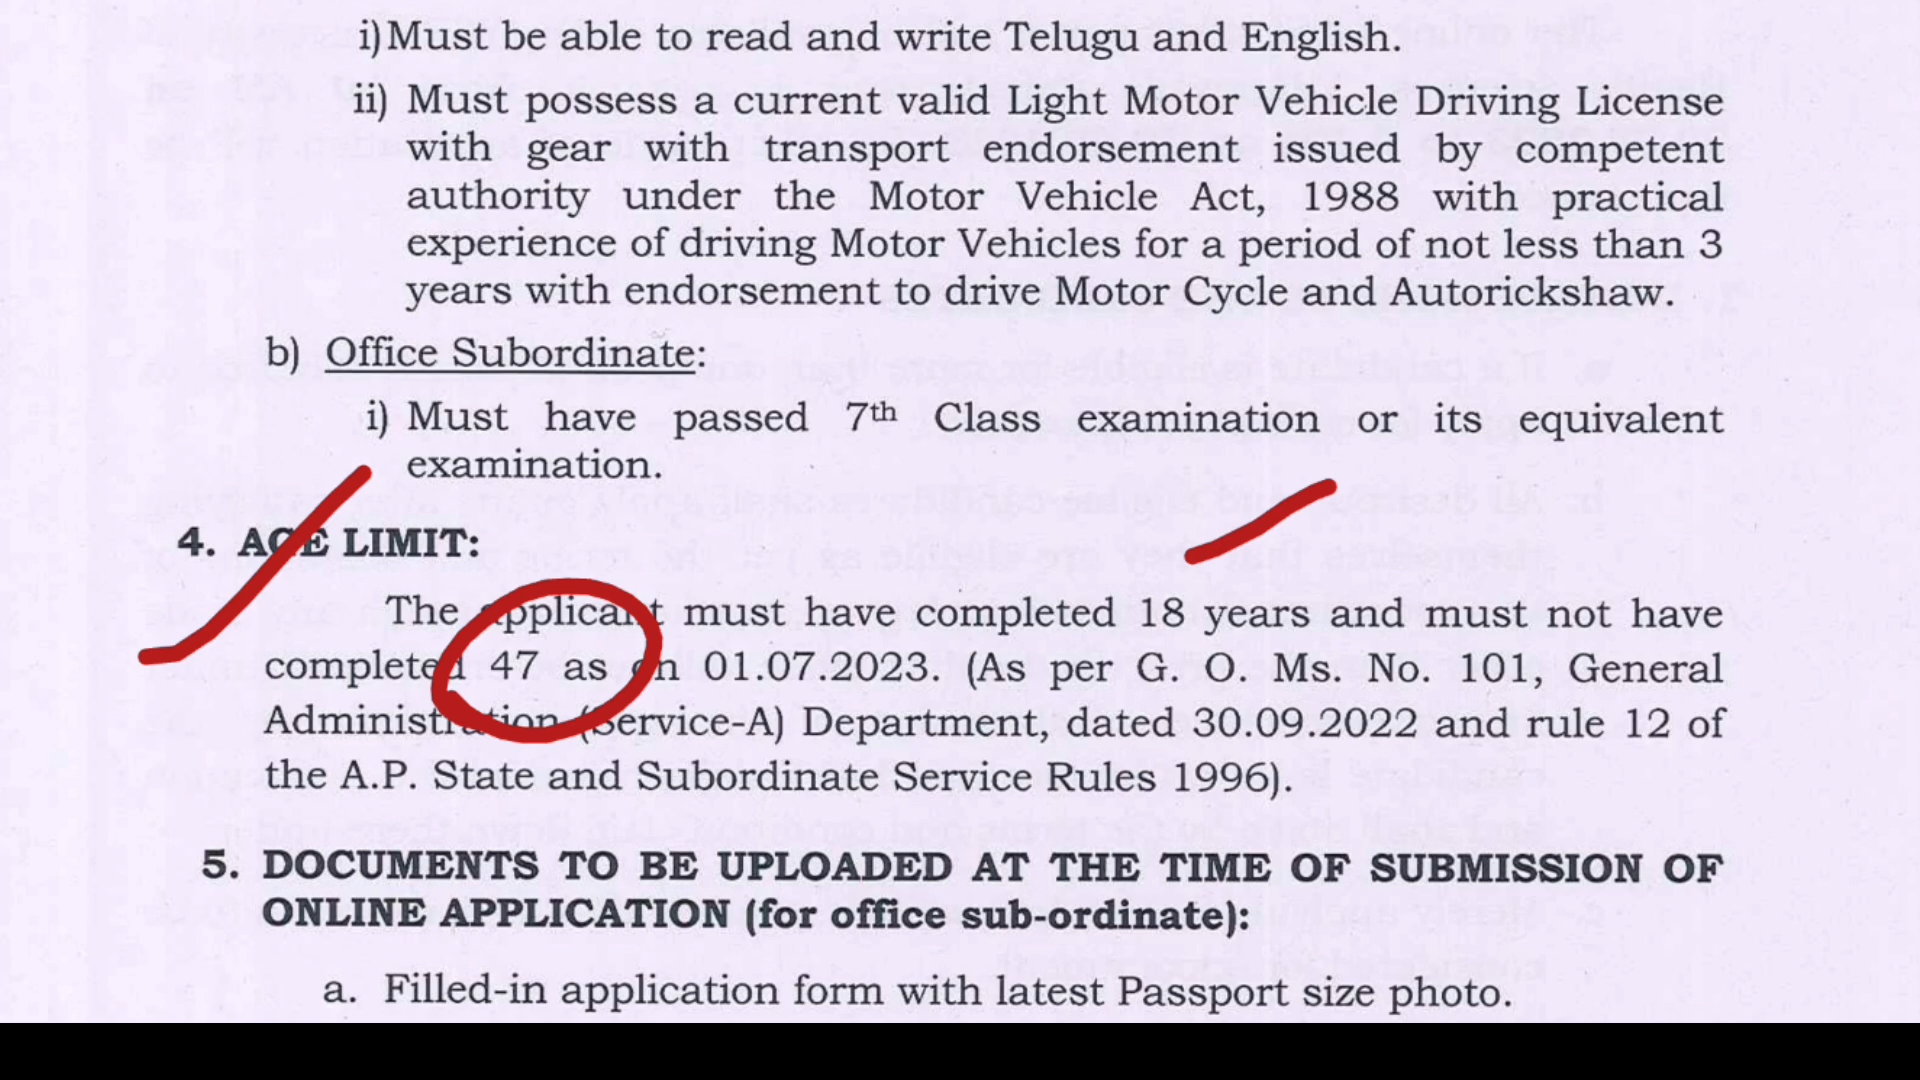 i) Must be able to read and write Telugu and English.
ii) Must possess a current valid Light Motor Vehicle Driving License
with gear with transport endorsement issued by competent
authority under the Motor Vehicle Act, 1988 with practical
experience of driving Motor Vehicles for a period of not less than 3
years with endorsement to drive Motor Cycle and Autorickshaw.
b) Office Subordinate:
i) Must have passed 7th Class examination or its equivalent
examination.
4. AGE LIMIT:
The applicant must have completed 18 years and must not have
completed 47 as on 01.07.2023. (As per G. O. Ms. No. 101, General
Administration (Service-A) Department, dated 30.09.2022 and rule 12 of
the A.P. State and Subordinate Service Rules 1996).
5. DOCUMENTS TO BE UPLOADED AT THE TIME OF SUBMISSION OF
ONLINE APPLICATION (for office sub-ordinate):
a. Filled-in application form with latest Passport size photo.